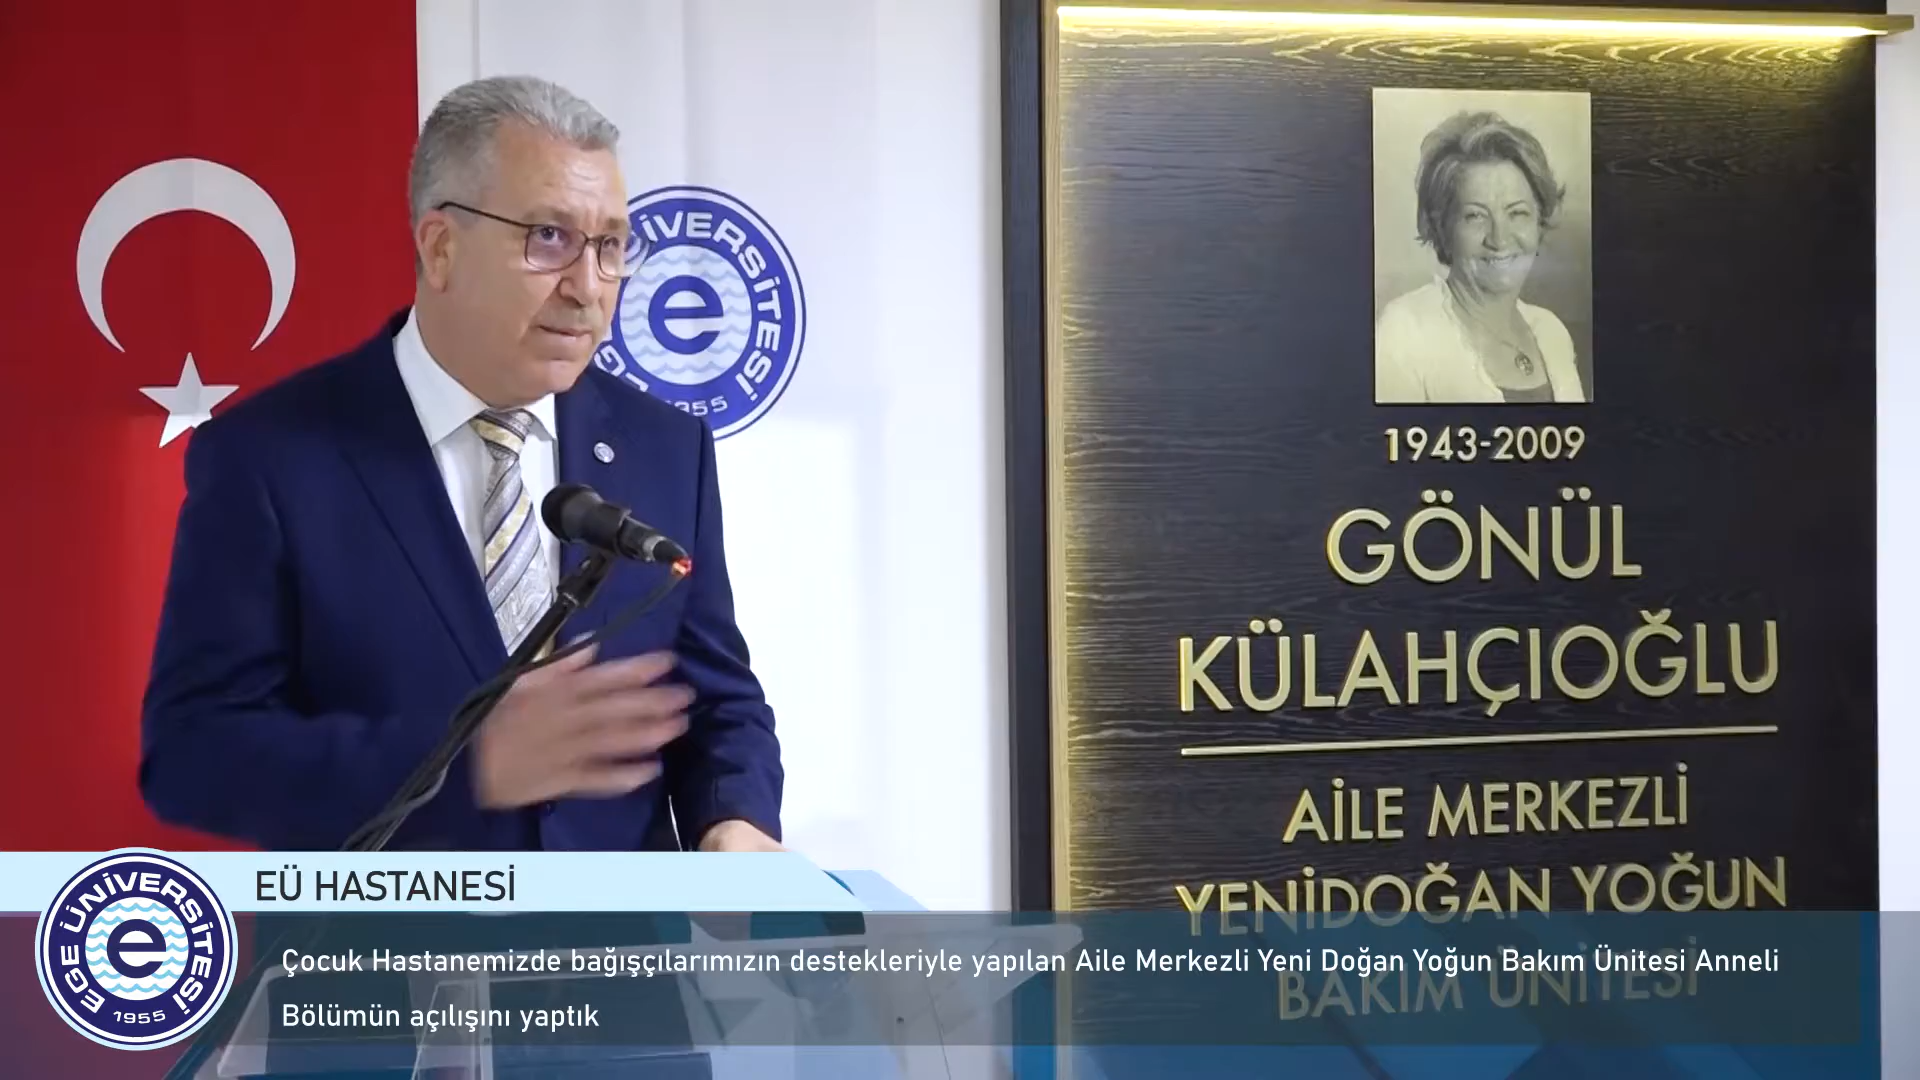 ÜNİVERSİTESİ
e
EGE
1955
1943-2009
GÖNÜL
KÜLAHÇIOĞLU
AİLE MERKEZLİ
YENİDOĞAN YOĞUN
BAKIM ÜNİTESİ
EÜ HASTANESİ
Çocuk Hastanemizde bağışçılarımızın destekleriyle yapılan Aile Merkezli Yeni Doğan Yoğun Bakım Ünitesi Anneli
Bölümün açılışını yaptık
EGE ÜNİVERSİTESİ
e
1955